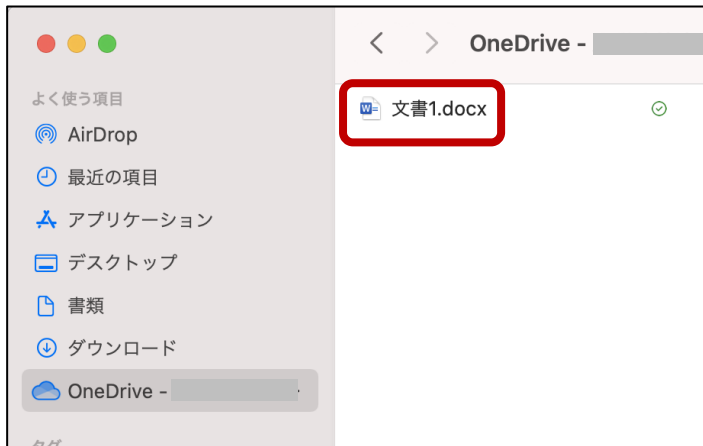 OneDrive -
よく使う項目
AirDrop
最近の項目
アプリケーション
デスクトップ
書類
ダウンロード
OneDrive -
タグ
文書1.docx